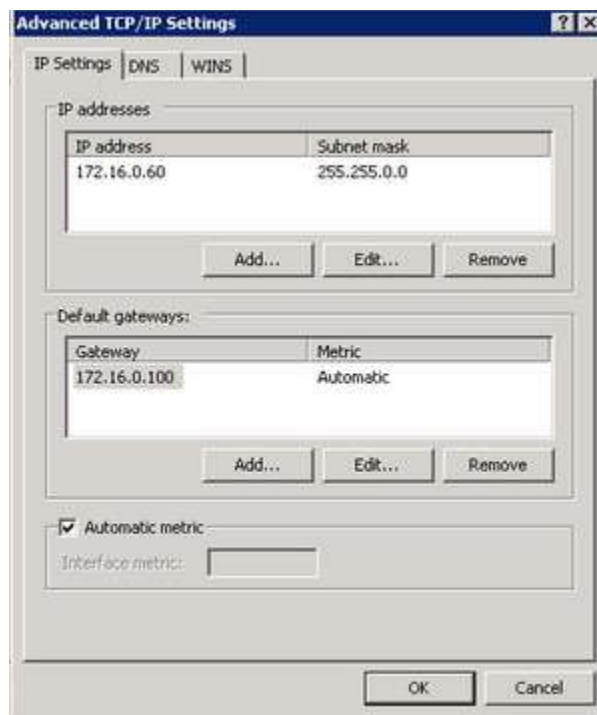 Advanced TCP/IP Settings
IP Settings DNS WINS
IP addresses
IP address Subnet mask
172.16.0.60 255.255.0.0
Add... Edit... Remove
Default gateways:
Gateway Metric
172.16.0.100 Automatic
Add... Edit... Remove
Automatic metric
Interface metric:
OK Cancel